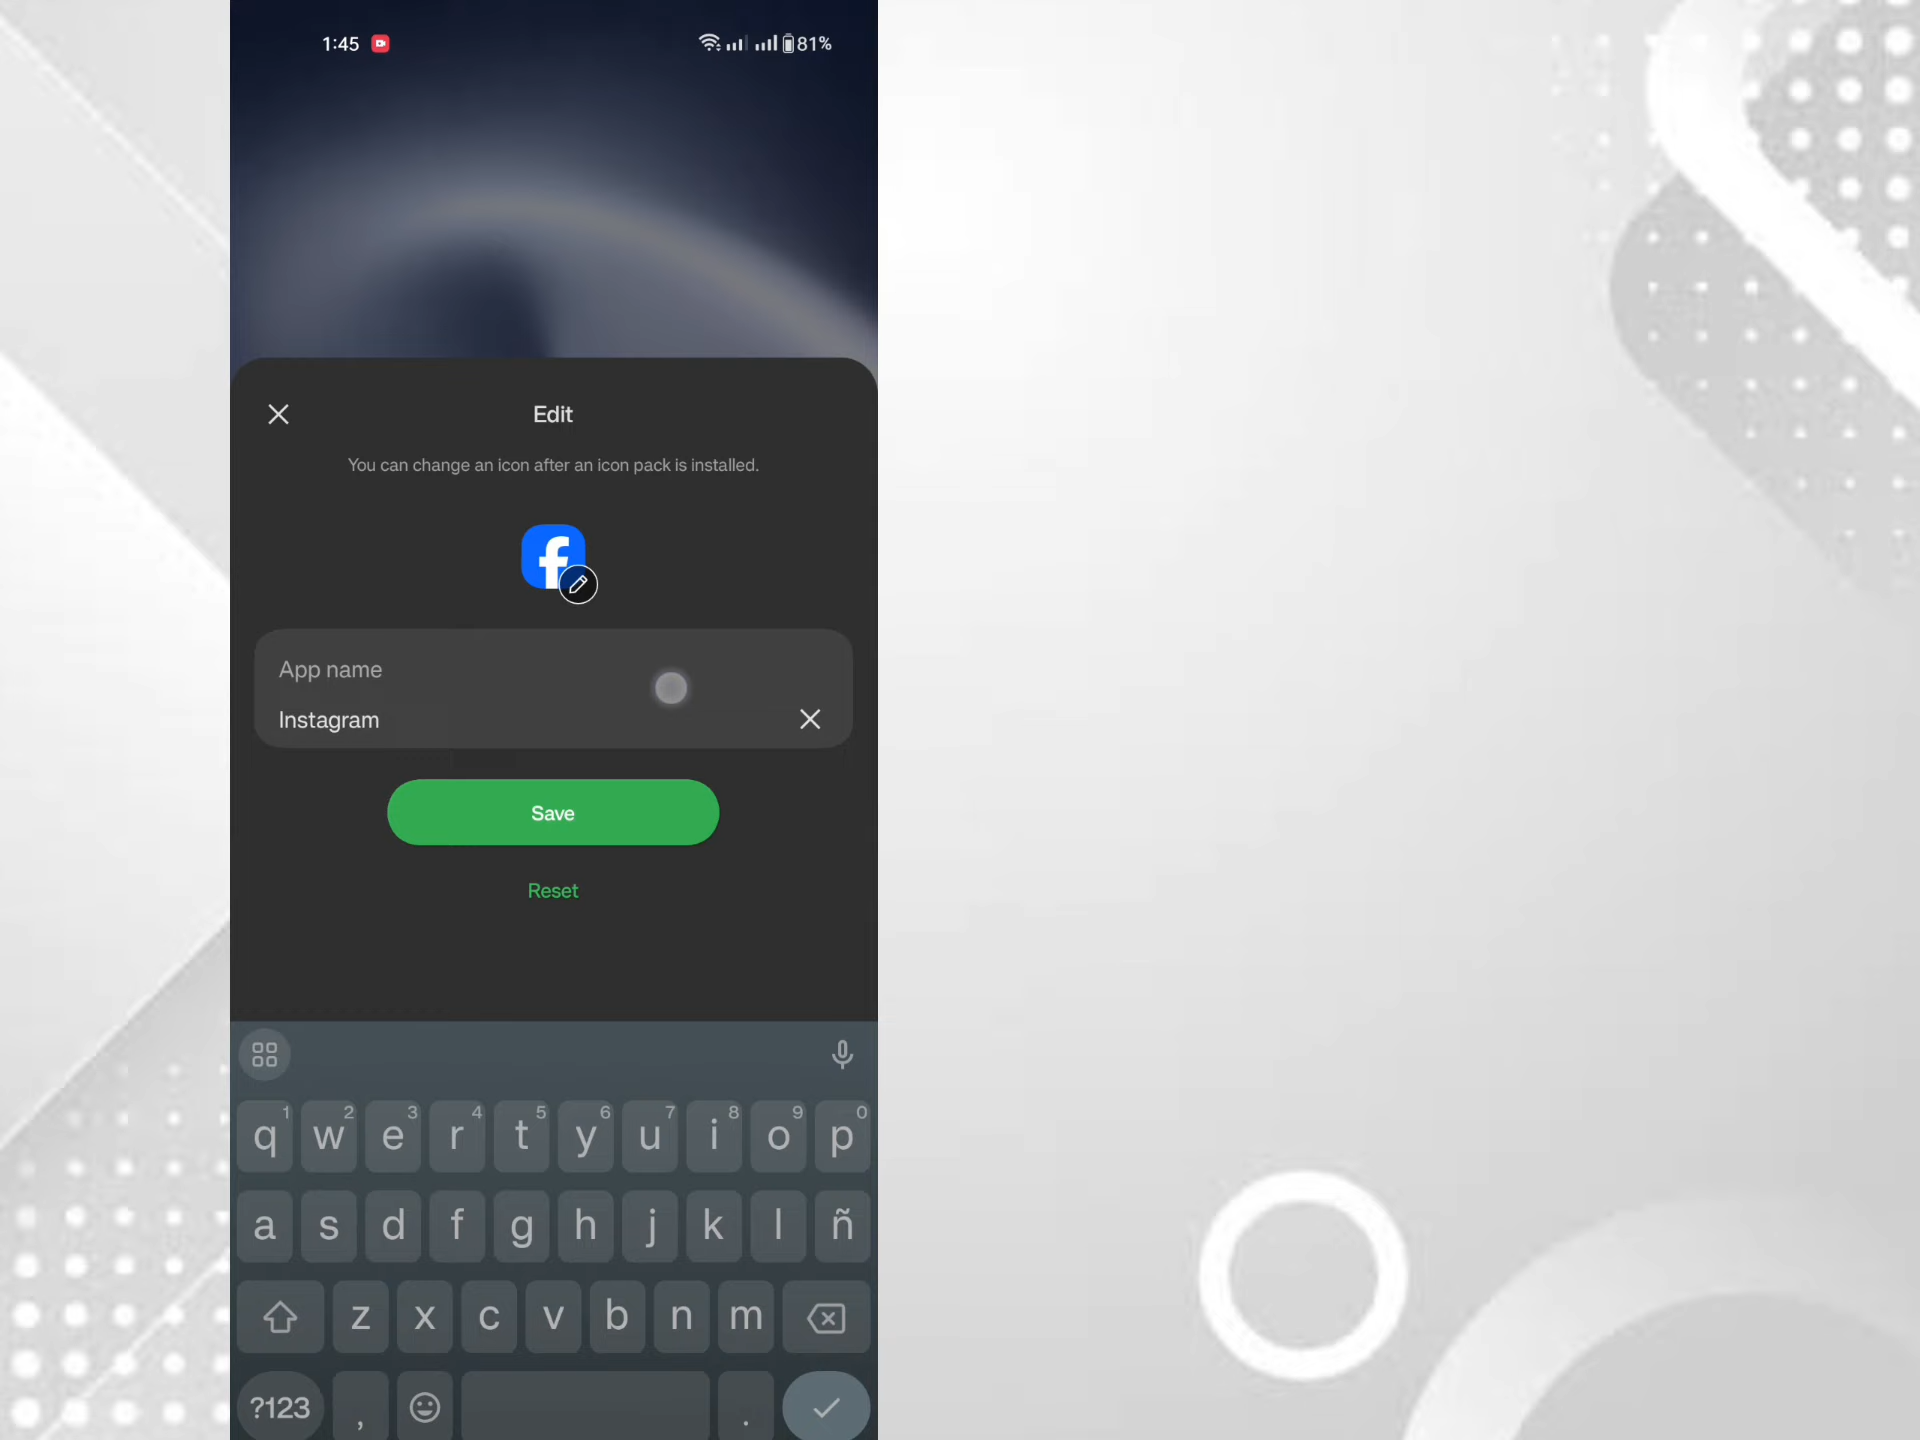 1:45 81%
Edit
You can change an icon after an icon pack is installed.
f
App name
Instagram
Save
Reset
1 2 3 4 5 6 7 8 9 0
q w e r t y u i o p
a s d f g h j k l ñ
z x c v b n m
?123 , .